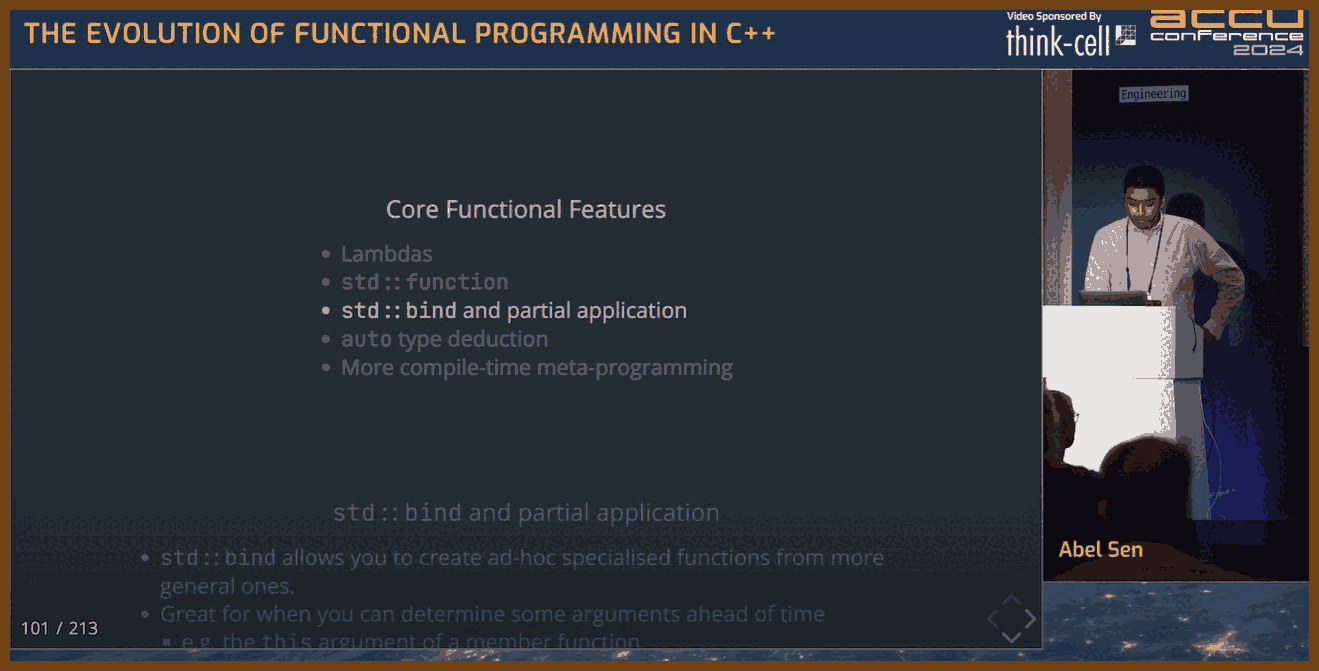 THE EVOLUTION OF FUNCTIONAL PROGRAMMING IN C++
Video Sponsored By
think-cell
accu
conference
2024
Engineering
Core Functional Features
• Lambdas
• std::function
• std::bind and partial application
• auto type deduction
• More compile-time meta-programming
std::bind and partial application
• std::bind allows you to create ad-hoc specialised functions from more
general ones.
• Great for when you can determine some arguments ahead of time
▪ e.g. the this argument of a member function
101 / 213
Abel Sen